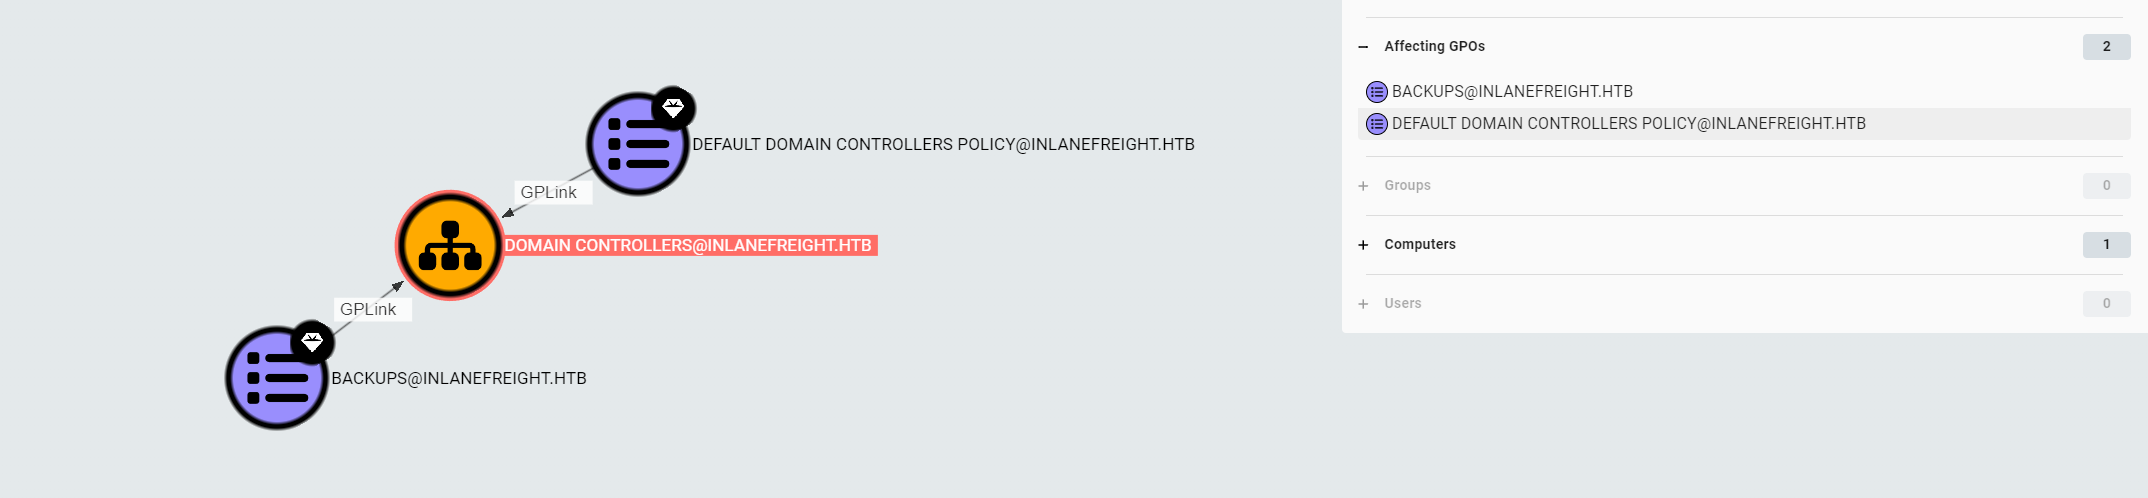 DEFAULT DOMAIN CONTROLLERS POLICY@INLANEFREIGHT.HTB
GPLink
DOMAIN CONTROLLERS@INLANEFREIGHT.HTB
GPLink
BACKUPS@INLANEFREIGHT.HTB
Affecting GPOs 2
BACKUPS@INLANEFREIGHT.HTB
DEFAULT DOMAIN CONTROLLERS POLICY@INLANEFREIGHT.HTB
Groups 0
Computers 1
Users 0